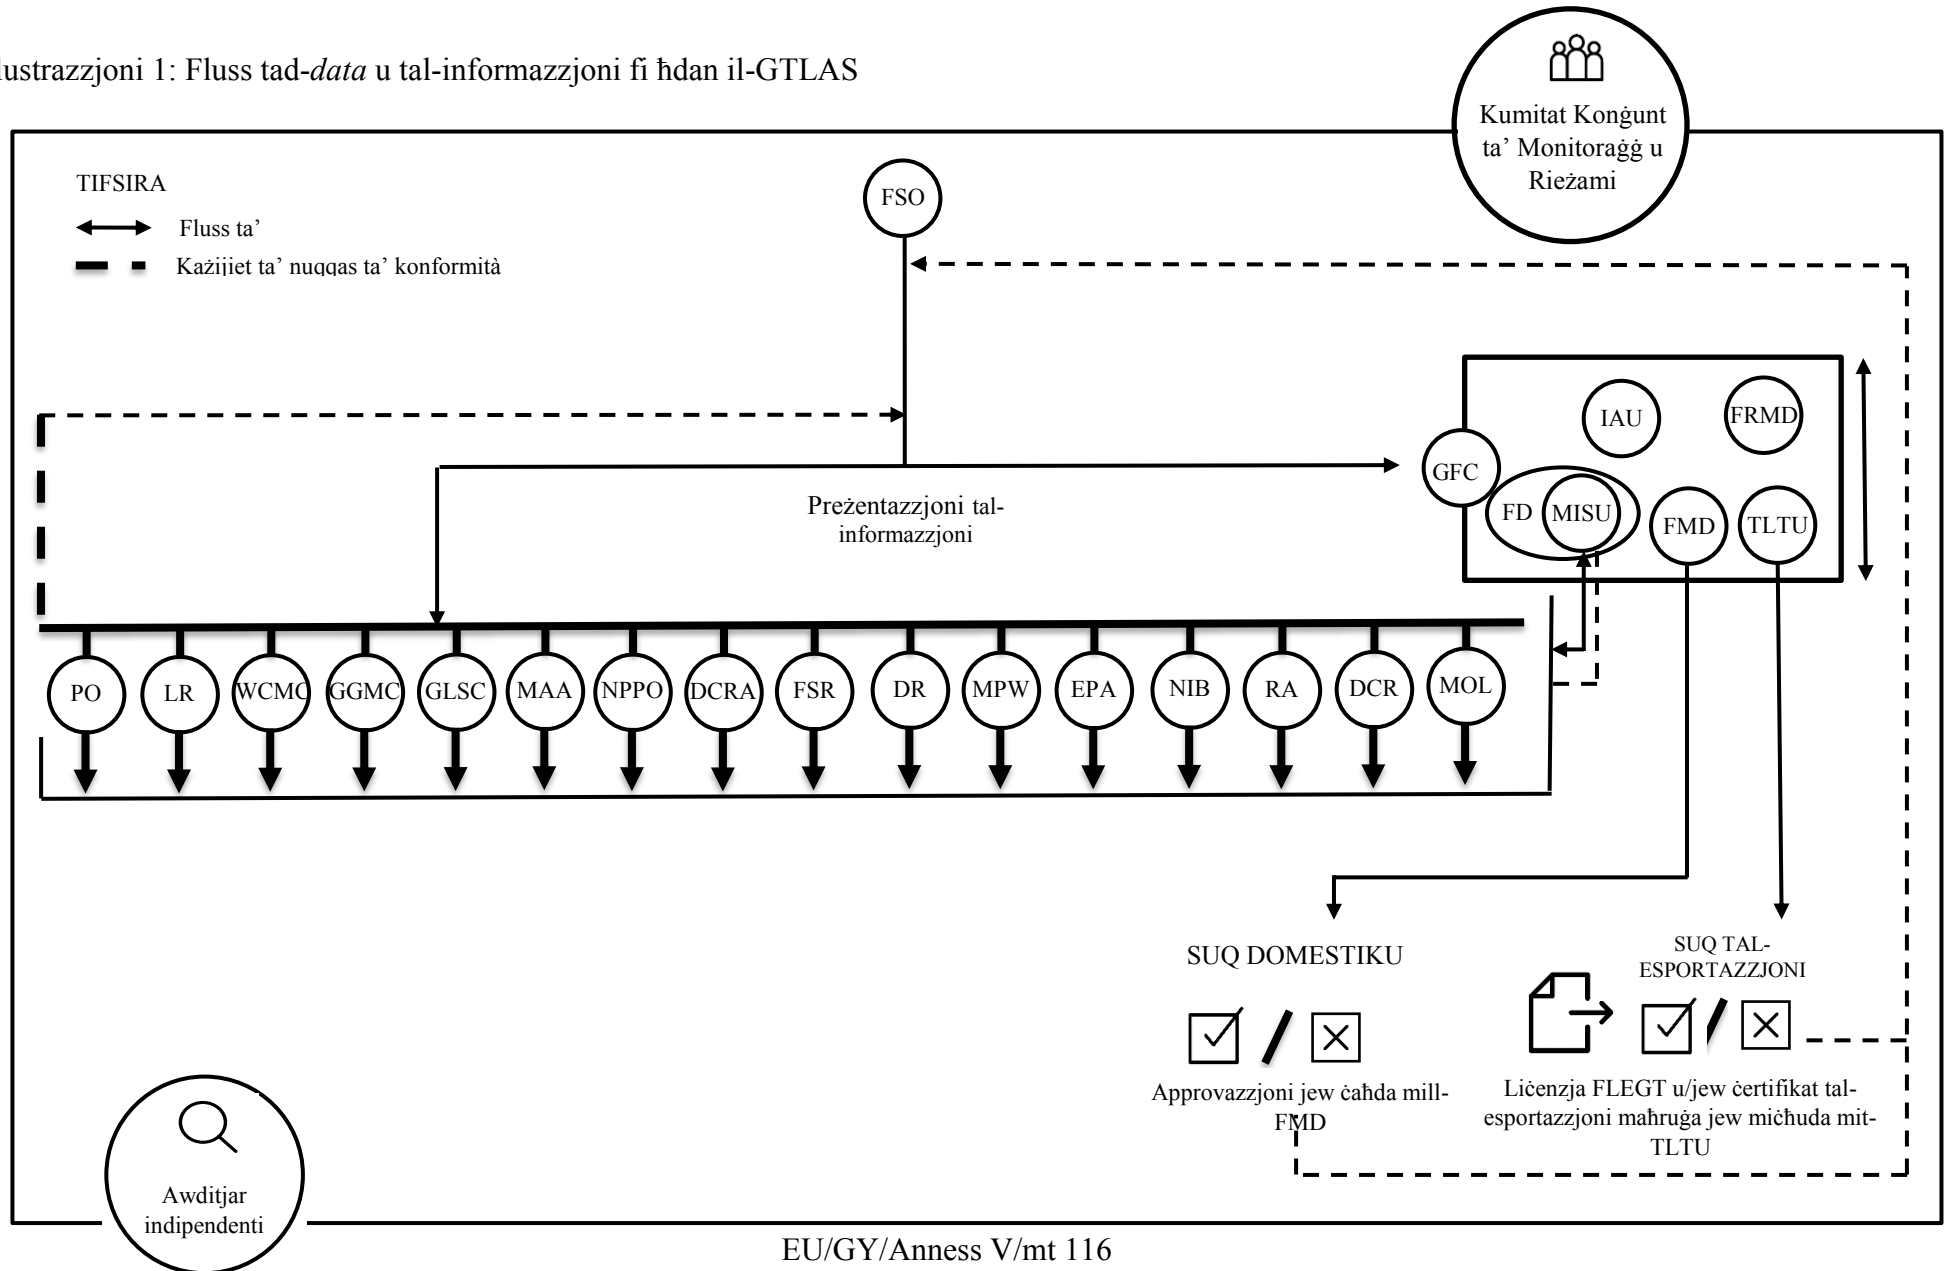 lustrazzjoni 1: Fluss tad-data u tal-informazzjoni fi ħdan il-GTLAS
Kumitat Konġunt
ta’ Monitoraġġ u
Rieżami
TIFSIRA
Fluss ta’
Każijiet ta’ nuqqas ta’ konformità
FSO
IAU
FRMD
GFC
FD
MISU
FMD
TLTU
Preżentazzjoni tal-
informazzjoni
PO
LR
WCMC
GGMC
GLSC
MAA
NPPO
DCRA
FSR
DR
MPW
EPA
NIB
RA
DCR
MOL
SUQ DOMESTIKU
SUQ TAL-
ESPORTAZZJONI
Approvazzjoni jew ċaħda mill-
FMD
Liċenzja FLEGT u/jew ċertifikat tal-
esportazzjoni maħruġa jew miċħuda mit-
TLTU
Awditjar
indipendenti
EU/GY/Anness V/mt 116